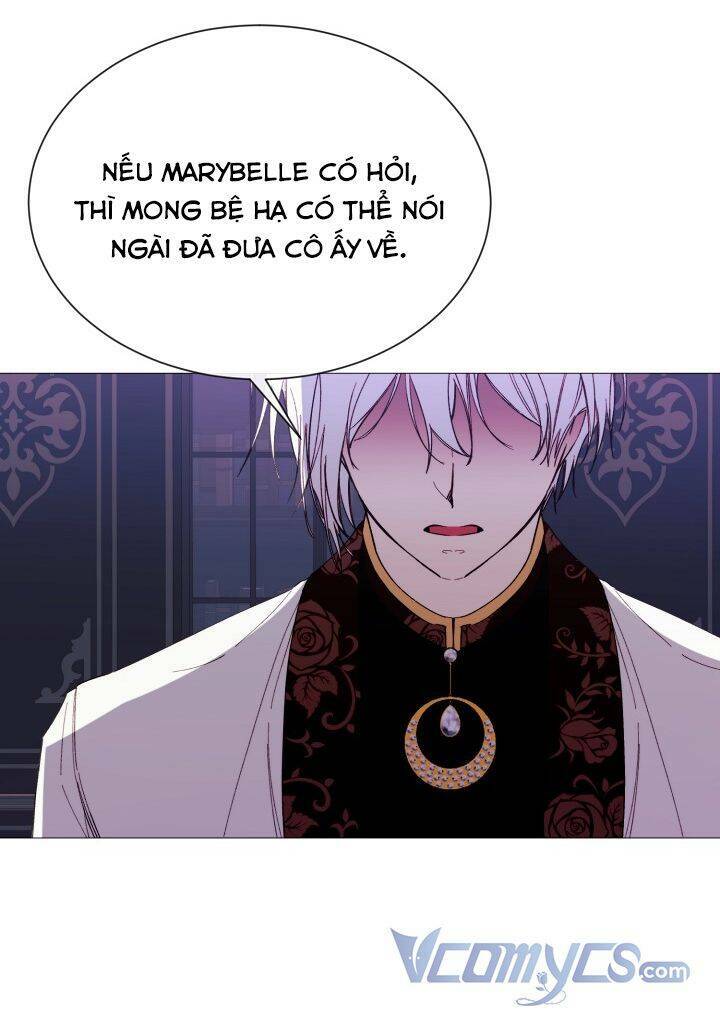 NẾU MARYBELLE CÓ HỎI,
THÌ MONG BỆ HẠ CÓ THỂ NÓI
NGÀI ĐÃ ĐƯA CÔ ẤY VỀ.
VCOMYCS.com